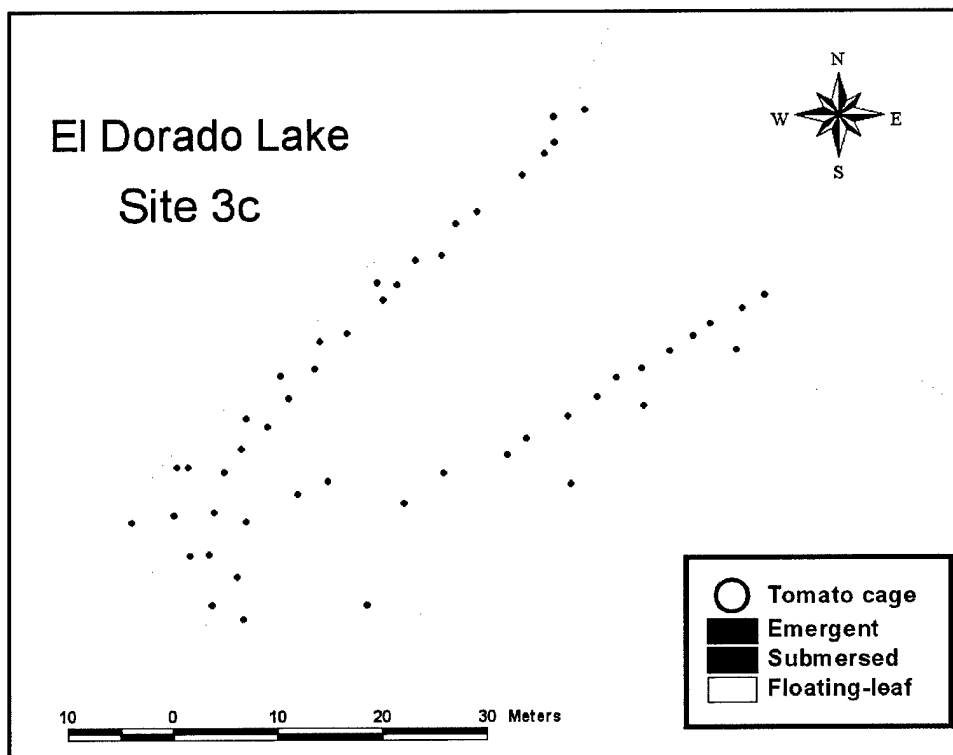 El Dorado Lake
Site 3c
N
W E
S
Tomato cage
Emergent
Submersed
Floating-leaf
10 0 10 20 30 Meters